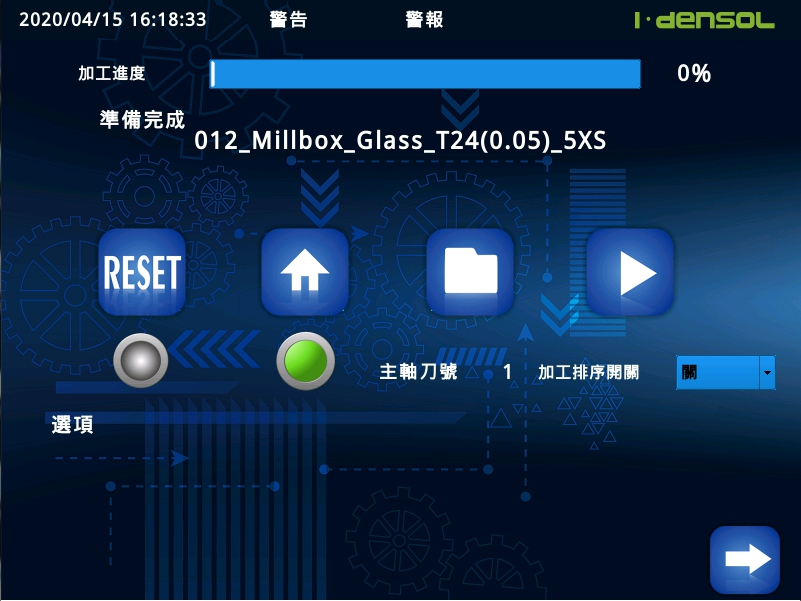 2020/04/15 16:18:33 警告 警報 i·densol
加工進度 0%
準備完成
012_Millbox_Glass_T24(0.05)_5XS
RESET
主軸刀號 1 加工排序開關 關
選項